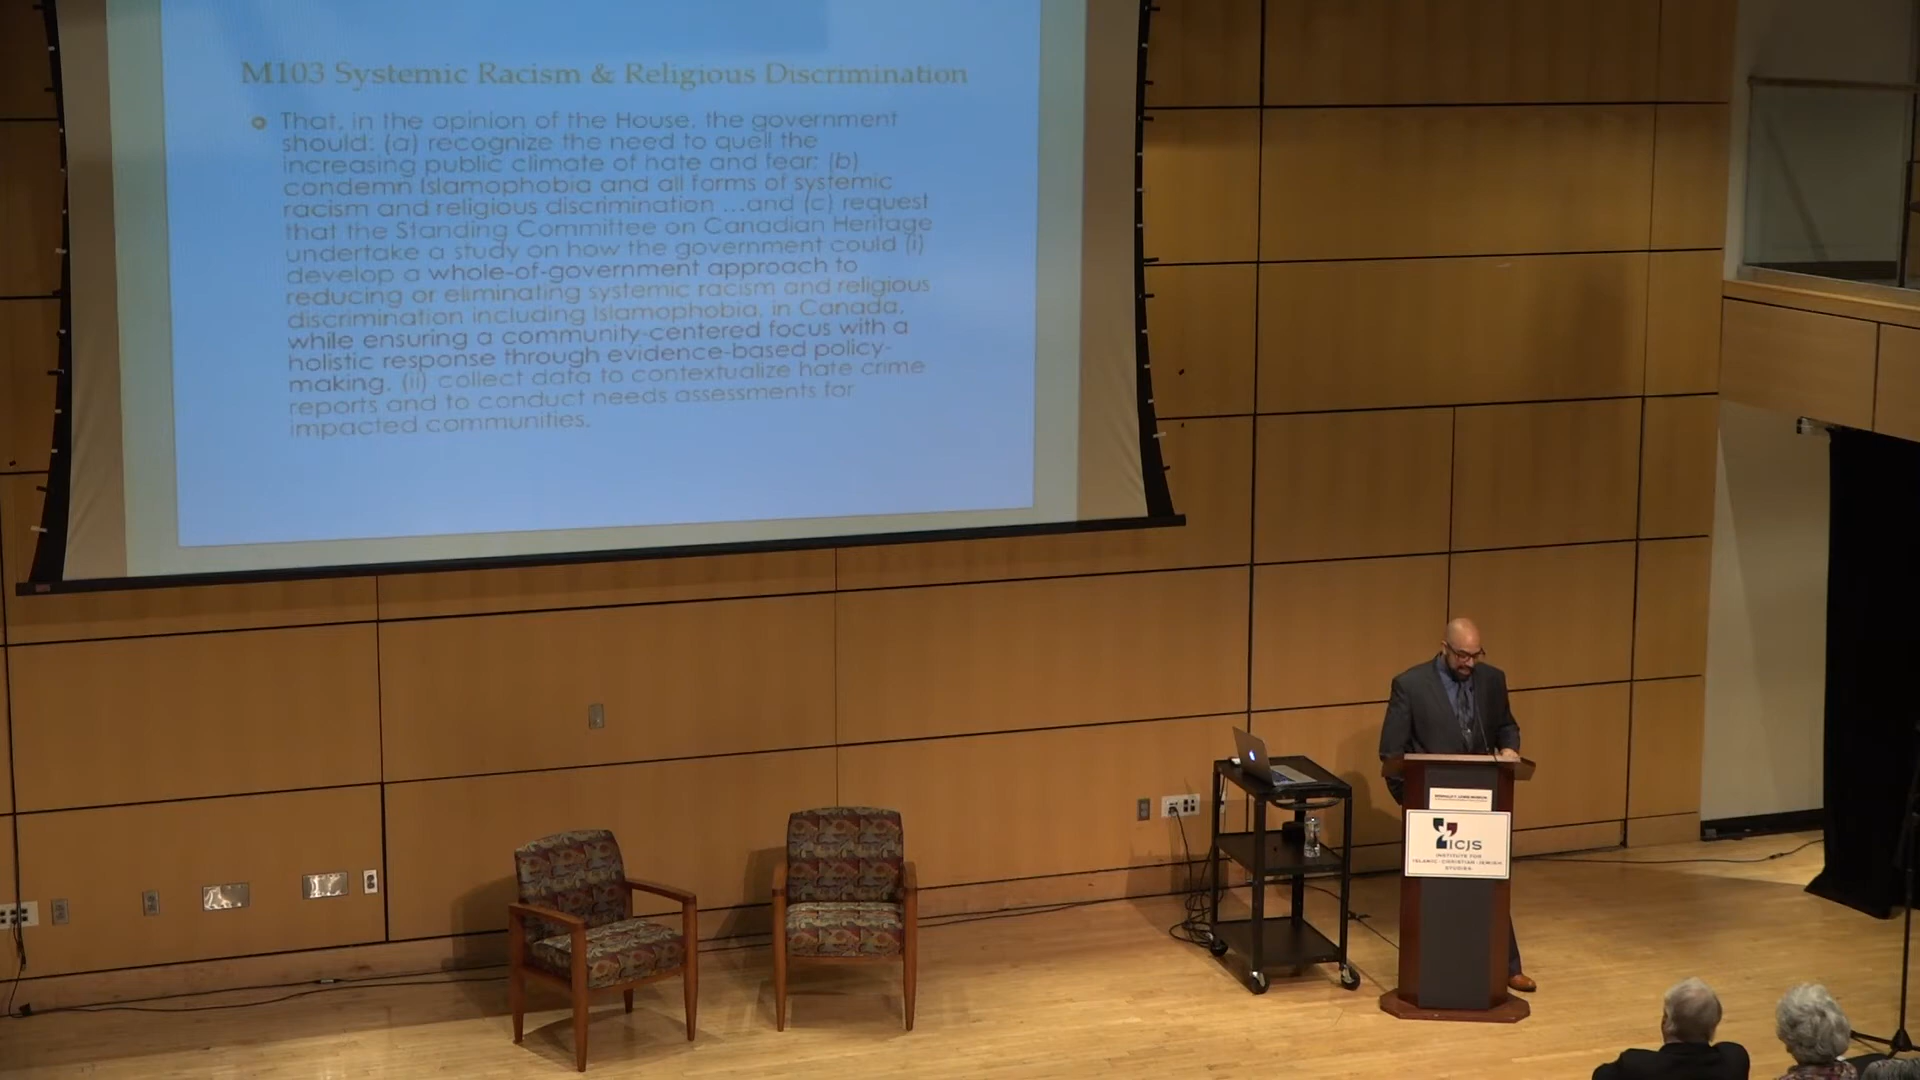 M103 Systemic Racism & Religious Discrimination
That, in the opinion of the House, the government
should: (a) recognize the need to quell the
increasing public climate of hate and fear; (b)
condemn Islamophobia and all forms of systemic
racism and religious discrimination ...and (c) request
that the Standing Committee on Canadian Heritage
undertake a study on how the government could (i)
develop a whole-of-government approach to
reducing or eliminating systemic racism and religious
discrimination including Islamophobia, in Canada,
while ensuring a community-centered focus with a
holistic response through evidence-based policy-
making, (ii) collect data to contextualize hate crime
reports and to conduct needs assessments for
impacted communities.
ICJS
INSTITUTE FOR
ISLAMIC · CHRISTIAN · JEWISH
STUDIES